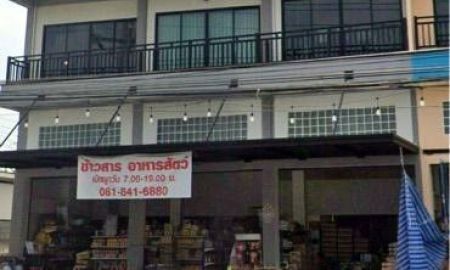 ข้าวสาร อาหารสัตว์
เปิดทุกวัน 7.00-19.00 น.
061-641-6880